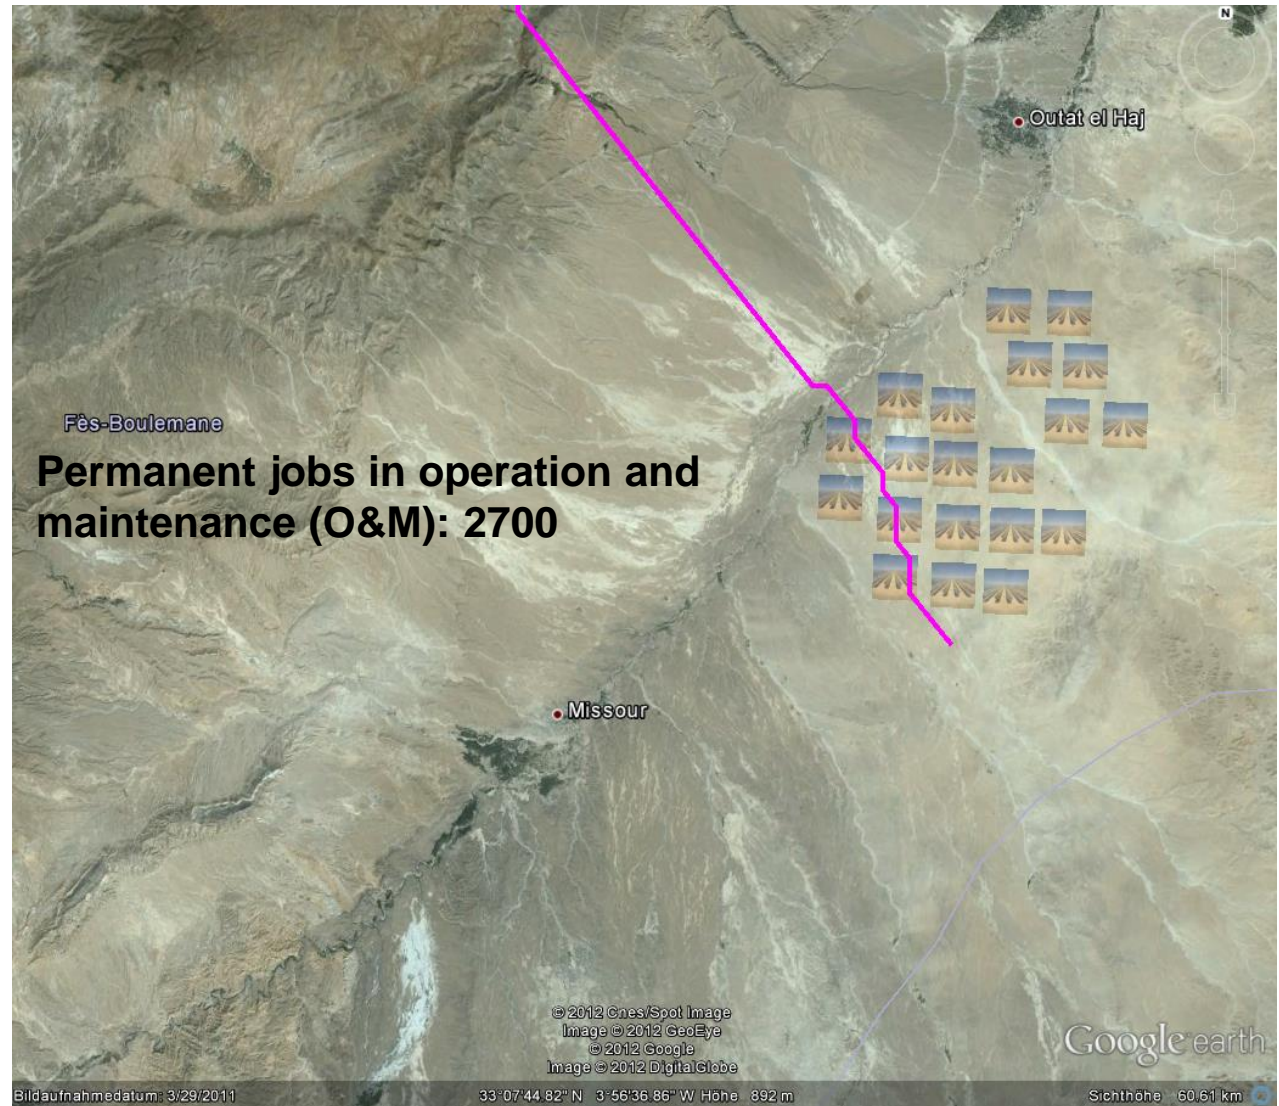 N
Outat el Haj
Fès-Boulemane
Permanent jobs in operation and
maintenance (O&M): 2700
Missour
© 2012 Cnes/Spot Image
Image © 2012 GeoEye
© 2012 Google
Image © 2012 DigitalGlobe
Google earth
Bildaufnahmedatum: 3/29/2011
33°07'44.82" N 3°56'36.86" W Höhe 892 m
Sichthöhe 60.61 km